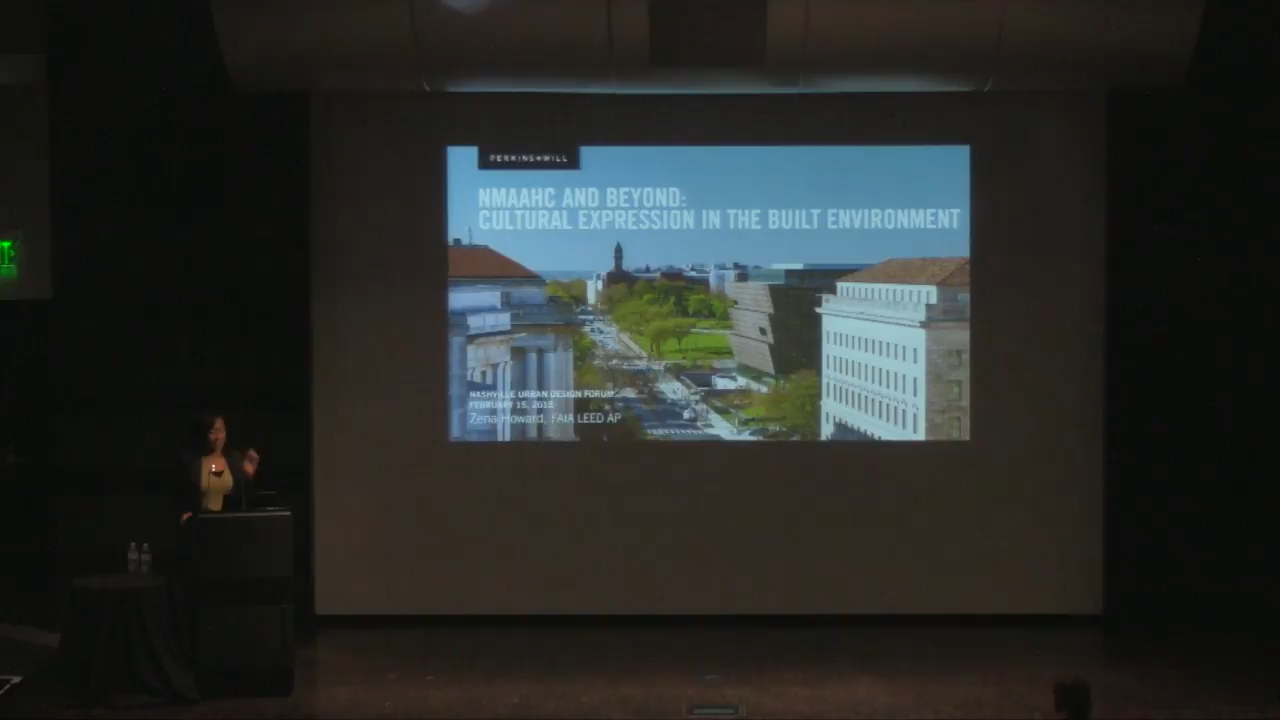 PERKINS+WILL
NMAAHC AND BEYOND:
CULTURAL EXPRESSION IN THE BUILT ENVIRONMENT
NASHVILLE URBAN DESIGN FORUM
FEBRUARY 15, 2018
Zena Howard, FAIA LEED AP